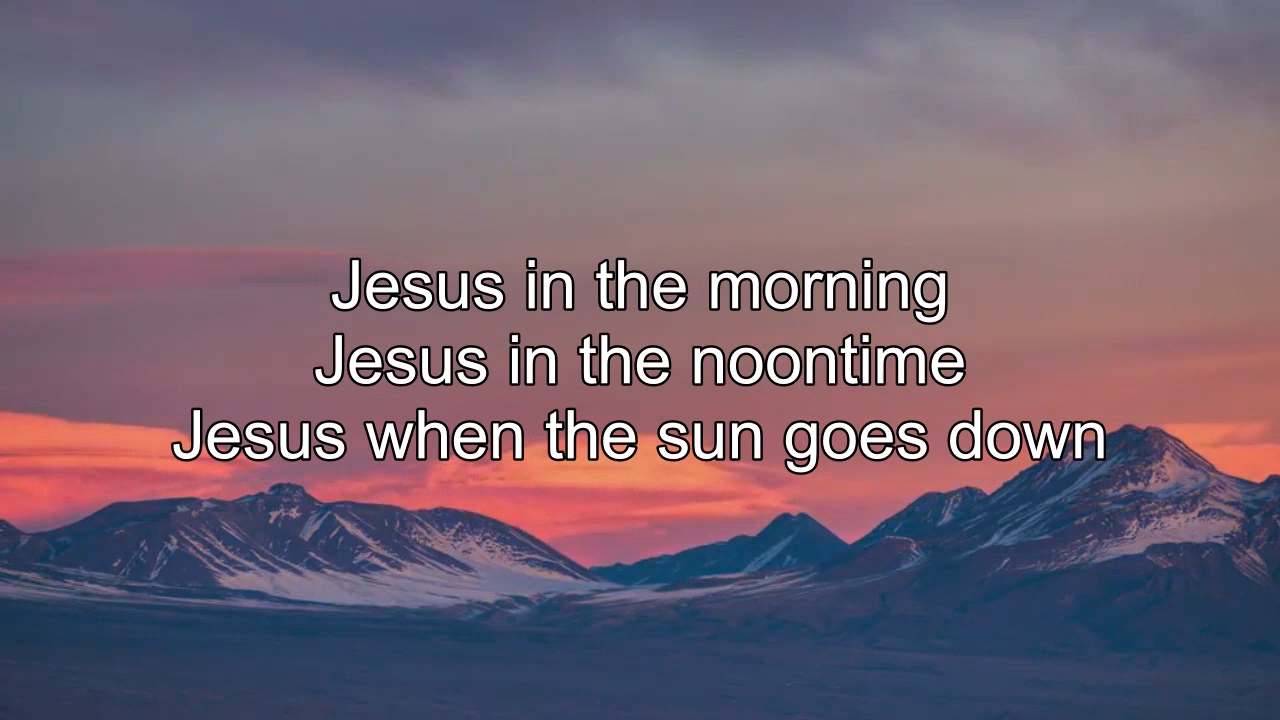 Jesus in the morning
Jesus in the noontime
Jesus when the sun goes down